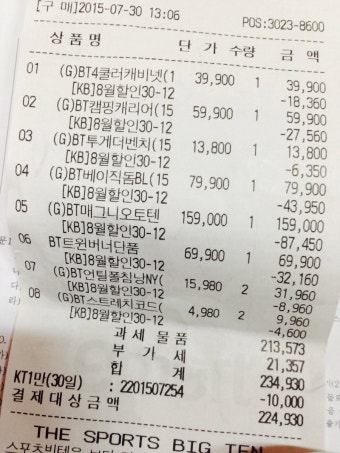 [구 매]2015-07-30 13:06 POS:3023-8600
상 품 명 단 가 수량 금 액
01 (G)BT4쿨러캐비넷(1 39,900 1 39,900
[KB]8월할인30-12 -18,360
02 (G)BT캠핑캐리어(15 59,900 1 59,900
[KB]8월할인30-12 -27,560
03 (G)BT투게더벤치(15 13,800 1 13,800
[KB]8월할인30-12 -6,350
04 (G)BT베이직돔BL(15 79,900 1 79,900
[KB]8월할인30-12 -43,950
05 (G)BT매그니오토텐 159,000 1 159,000
[KB]8월할인30-12 -87,450
06 BT트윈버너단품 69,900 1 69,900
[KB]8월할인30-12 -32,160
07 (G)BT언틸폴침낭NY( 15,980 2 31,960
[KB]8월할인30-12 -8,960
08 (G)BT스트레치코드( 4,980 2 9,960
[KB]8월할인30-12 -4,600
과 세 물 품 213,573
부 가 세 21,357
합 계 234,930
KT1만(30일) : 2201507254 -10,000
결 제 대 상 금 액 224,930
THE SPORTS BIG TEN